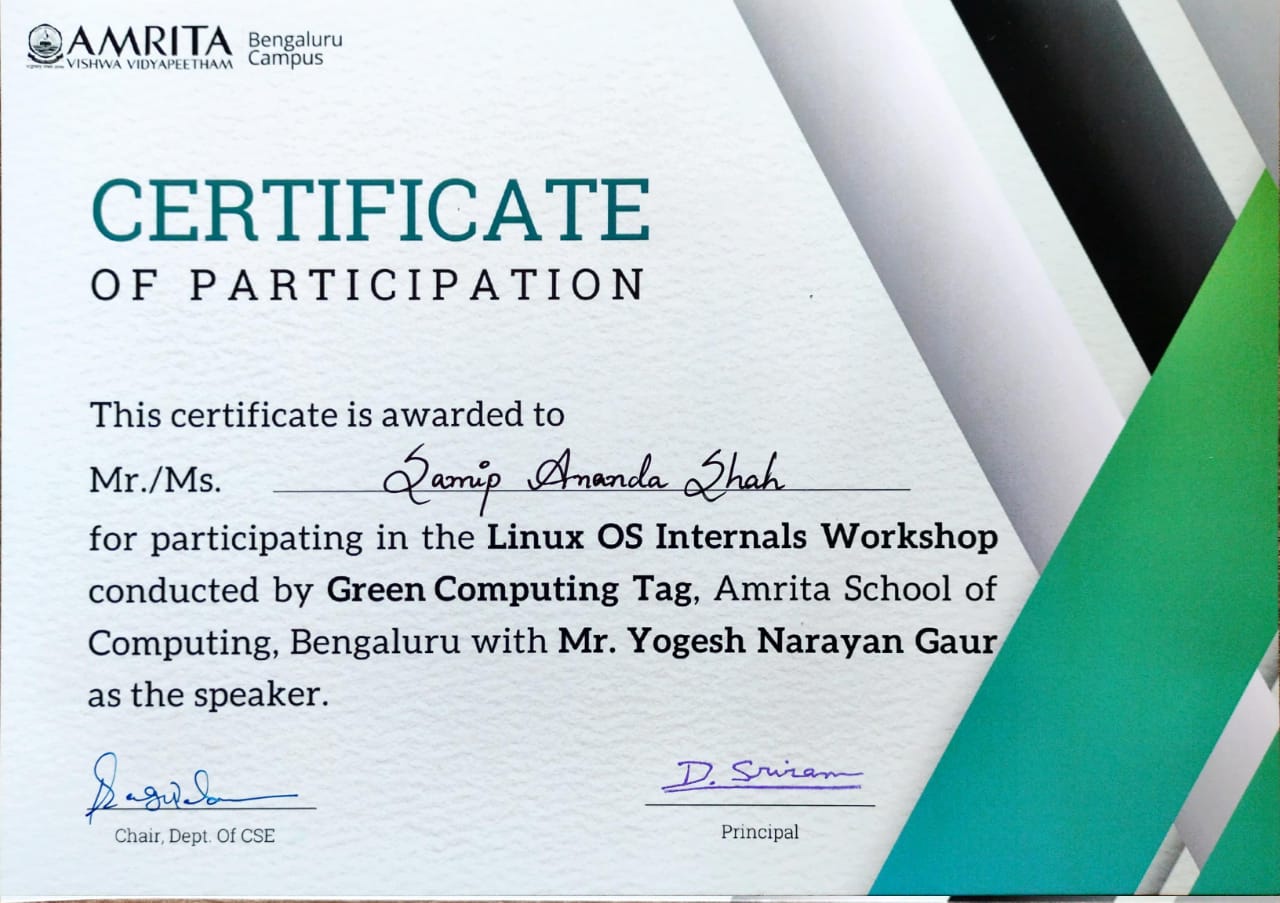 AMRITA
VISHWA VIDYAPEETHAM
Bengaluru
Campus
CERTIFICATE
OF PARTICIPATION
This certificate is awarded to
Mr./Ms. Samip Ananda Shah
for participating in the Linux OS Internals Workshop
conducted by Green Computing Tag, Amrita School of
Computing, Bengaluru with Mr. Yogesh Narayan Gaur
as the speaker.
D. Sriram
Chair, Dept. Of CSE
Principal